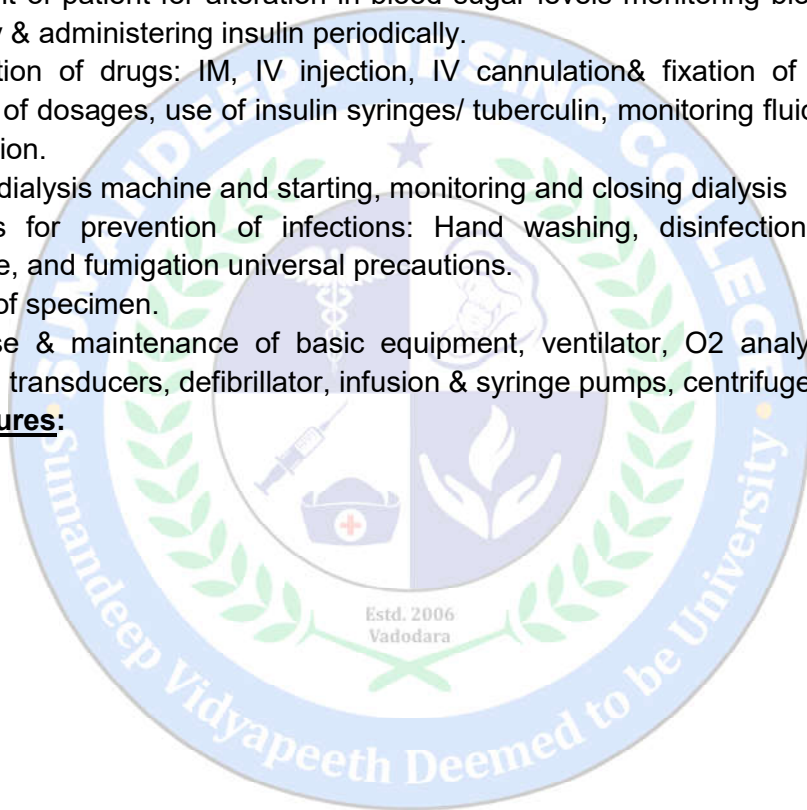 nt of patient for alteration in blood sugar levels monitoring blo
y & administering insulin periodically.
tion of drugs: IM, IV injection, IV cannulation& fixation of
of dosages, use of insulin syringes/ tuberculin, monitoring fluid
ion.
dialysis machine and starting, monitoring and closing dialysis
s for prevention of infections: Hand washing, disinfection
e, and fumigation universal precautions.
of specimen.
se & maintenance of basic equipment, ventilator, O2 analy
transducers, defibrillator, infusion & syringe pumps, centrifuge
ures:
SUMANDEEP NURSING COLLEGE
Estd. 2006
Vadodara
Sumandeep Vidyapeeth Deemed to be University